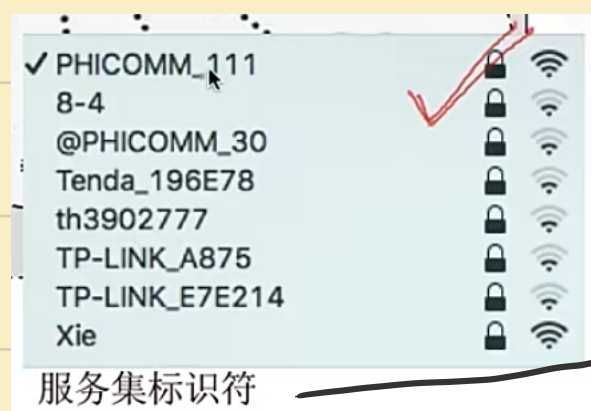 PHICOMM_111
8-4
@PHICOMM_30
Tenda_196E78
th3902777
TP-LINK_A875
TP-LINK_E7E214
Xie
服务集标识符